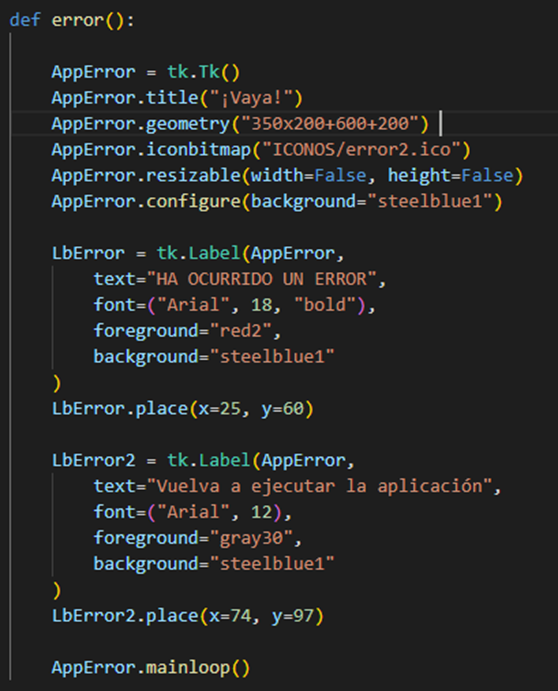 def error():
AppError = tk.Tk()
AppError.title("¡Vaya!")
AppError.geometry("350x200+600+200")
AppError.iconbitmap("ICONOS/error2.ico")
AppError.resizable(width=False, height=False)
AppError.configure(background="steelblue1")
LbError = tk.Label(AppError,
text="HA OCURRIDO UN ERROR",
font=("Arial", 18, "bold"),
foreground="red2",
background="steelblue1"
)
LbError.place(x=25, y=60)
LbError2 = tk.Label(AppError,
text="Vuelva a ejecutar la aplicación",
font=("Arial", 12),
foreground="gray30",
background="steelblue1"
)
LbError2.place(x=74, y=97)
AppError.mainloop()